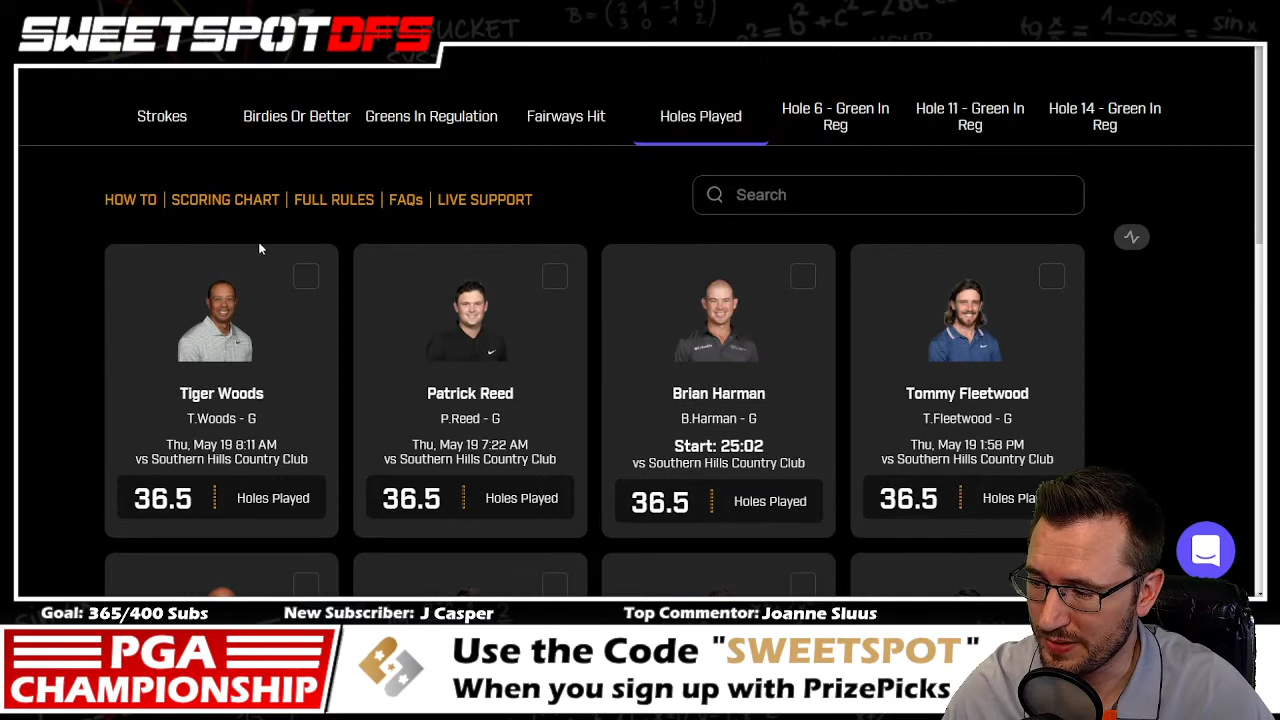 SWEETSPOTDFS
Strokes
Birdies Or Better
Greens In Regulation
Fairways Hit
Holes Played
Hole 6 - Green In
Reg
Hole 11 - Green In
Reg
Hole 14 - Green In
Reg
HOW TO | SCORING CHART | FULL RULES | FAQs | LIVE SUPPORT
Search
Tiger Woods
T.Woods - G
Thu, May 19 8:11 AM
vs Southern Hills Country Club
36.5 Holes Played
Patrick Reed
P.Reed - G
Thu, May 19 7:22 AM
vs Southern Hills Country Club
36.5 Holes Played
Brian Harman
B.Harman - G
Start: 25:02
vs Southern Hills Country Club
36.5 Holes Played
Tommy Fleetwood
T.Fleetwood - G
Thu, May 19 1:58 PM
vs Southern Hills Country Club
36.5 Holes
Goal: 365/400 Subs
New Subscriber: J Casper
Top Commentor: Joanne Sluus
PGA
CHAMPIONSHIP
Use the Code "SWEETSPOT"
When you sign up with PrizePicks